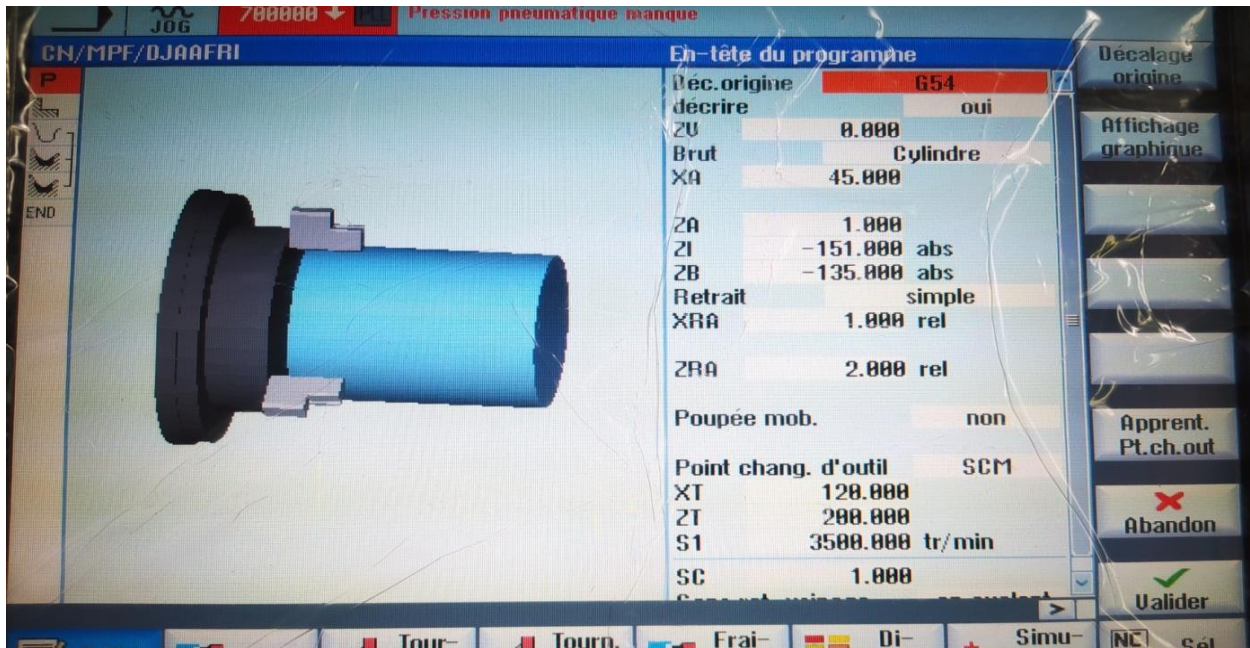 JOG
700000 PLC Pression pneumatique manque
CN/MPF/DJAAFRI
En-tête du programme
P
END
Déc.origine G54
décrire oui
ZV 0.000
Brut Cylindre
XA 45.000
ZA 1.000
ZI -151.000 abs
ZB -135.000 abs
Retrait simple
XRA 1.000 rel
ZRA 2.000 rel
Poupée mob. non
Point chang. d'outil SCM
XT 120.000
ZT 200.000
S1 3500.000 tr/min
SC 1.000
Décalage
origine
Affichage
graphique
Apprent.
Pt.ch.out
Abandon
Valider
Tour-
Tourn.
Frai-
Di-
Simu-
NC Sél